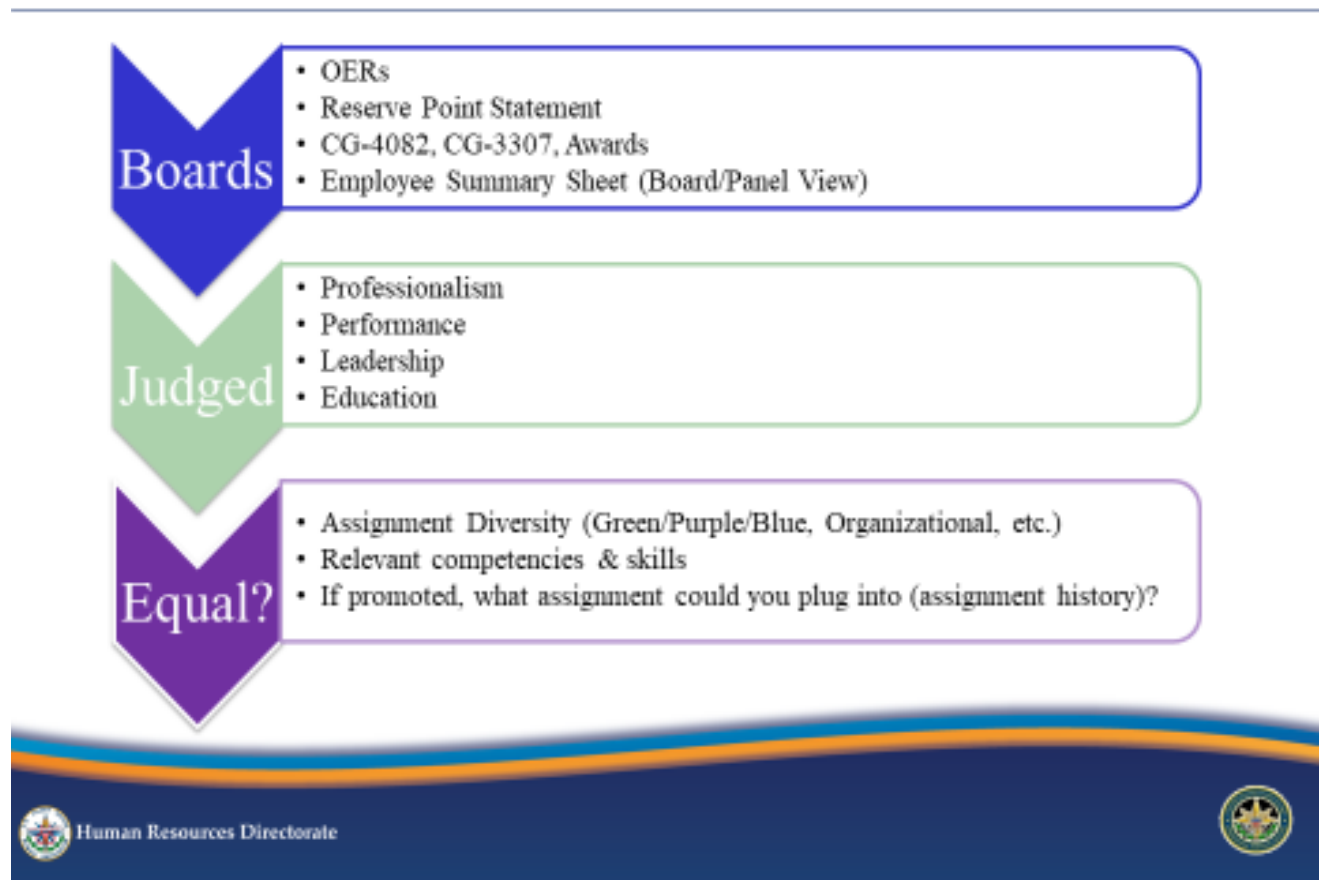 Boards
• OERs
• Reserve Point Statement
• CG-4082, CG-3307, Awards
• Employee Summary Sheet (Board/Panel View)
Judged
• Professionalism
• Performance
• Leadership
• Education
Equal?
• Assignment Diversity (Green/Purple/Blue, Organizational, etc.)
• Relevant competencies & skills
• If promoted, what assignment could you plug into (assignment history)?
Human Resources Directorate